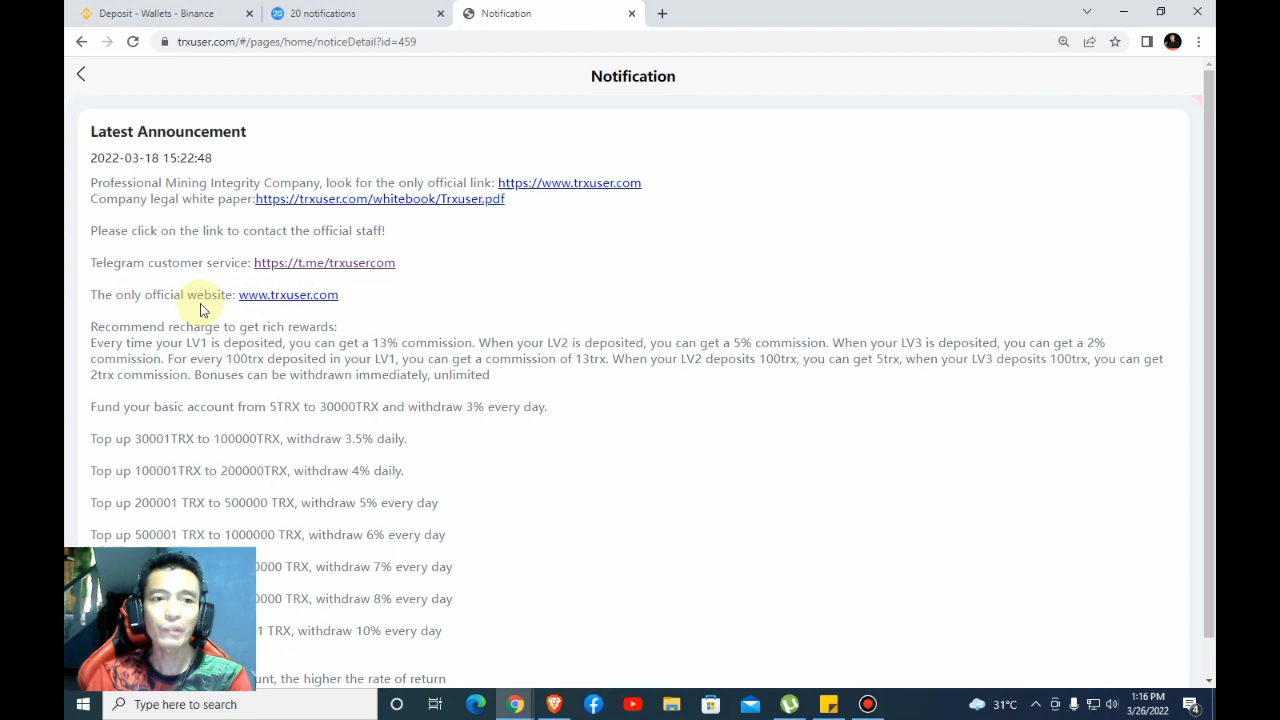 Deposit - Wallets - Binance
20
20 notifications
Notification
trxuser.com/#/pages/home/noticeDetail?id=459
Notification
Latest Announcement
2022-03-18 15:22:48
Professional Mining Integrity Company, look for the only official link: https://www.trxuser.com
Company legal white paper:https://trxuser.com/whitebook/Trxuser.pdf
Please click on the link to contact the official staff!
Telegram customer service: https://t.me/trxusercom
The only official website: www.trxuser.com
Recommend recharge to get rich rewards:
Every time your LV1 is deposited, you can get a 13% commission. When your LV2 is deposited, you can get a 5% commission. When your LV3 is deposited, you can get a 2%
commission. For every 100trx deposited in your LV1, you can get a commission of 13trx. When your LV2 deposits 100trx, you can get 5trx, when your LV3 deposits 100trx, you can get
2trx commission. Bonuses can be withdrawn immediately, unlimited
Fund your basic account from 5TRX to 30000TRX and withdraw 3% every day.
Top up 30001TRX to 100000TRX, withdraw 3.5% daily.
Top up 100001TRX to 200000TRX, withdraw 4% daily.
Top up 200001 TRX to 500000 TRX, withdraw 5% every day
Top up 500001 TRX to 1000000 TRX, withdraw 6% every day
0000 TRX, withdraw 7% every day
0000 TRX, withdraw 8% every day
1 TRX, withdraw 10% every day
unt, the higher the rate of return
Type here to search
31°C
1:16 PM
3/26/2022
4